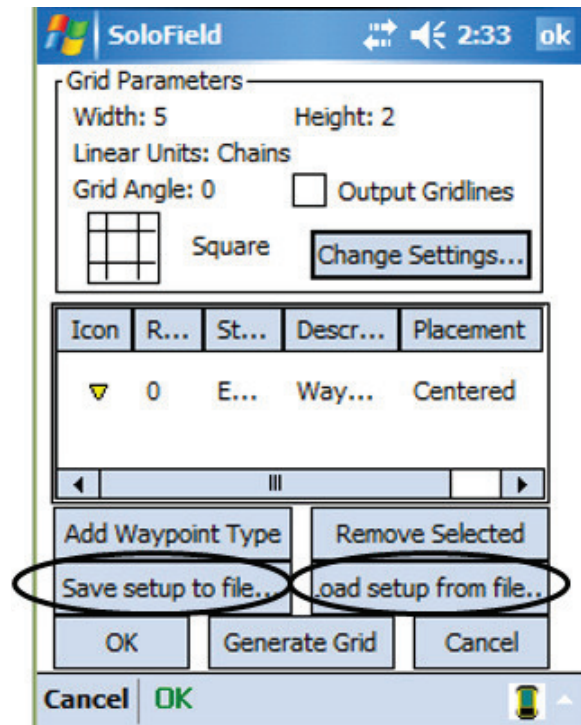 SoloField 2:33 ok
Grid Parameters
Width: 5 Height: 2
Linear Units: Chains
Grid Angle: 0 Output Gridlines
Square Change Settings...
Icon R... St... Descr... Placement
0 E... Way... Centered
Add Waypoint Type Remove Selected
Save setup to file... oad setup from file..
OK Generate Grid Cancel
Cancel OK